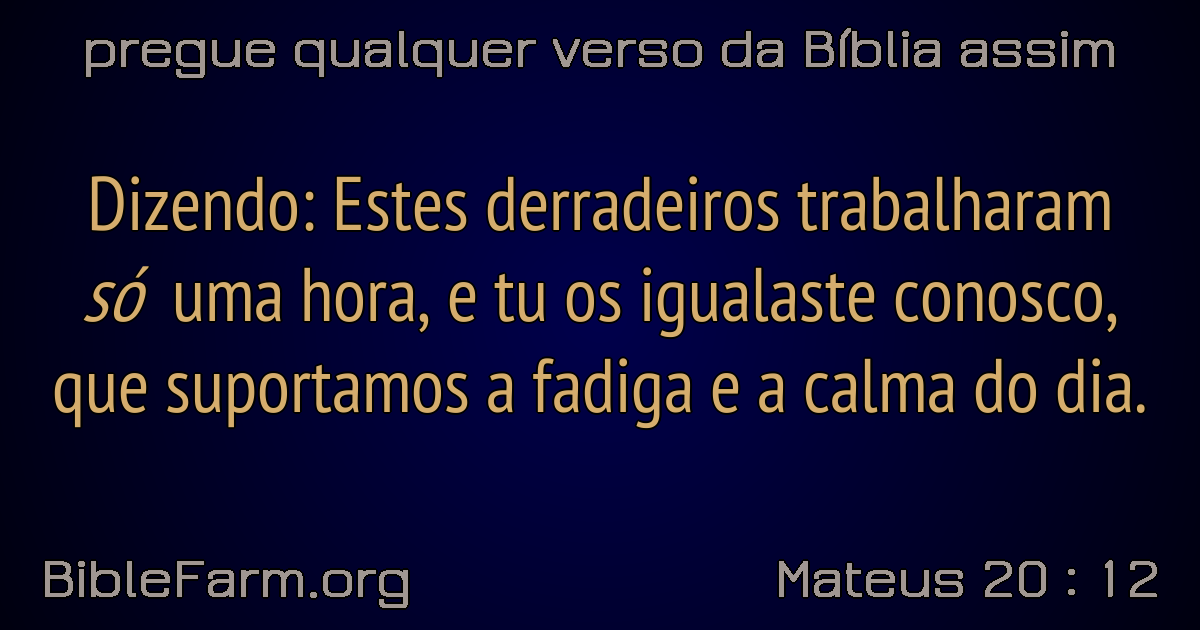 pregue qualquer verso da Bíblia assim
Dizendo: Estes derradeiros trabalharam
só uma hora, e tu os igualaste conosco,
que suportamos a fadiga e a calma do dia.
BibleFarm.org
Mateus 20 : 12